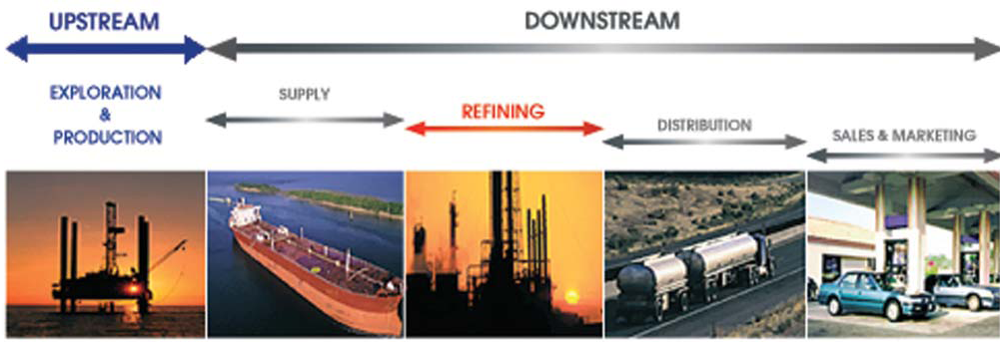 UPSTREAM
DOWNSTREAM
EXPLORATION
&
PRODUCTION
SUPPLY
REFINING
DISTRIBUTION
SALES & MARKETING